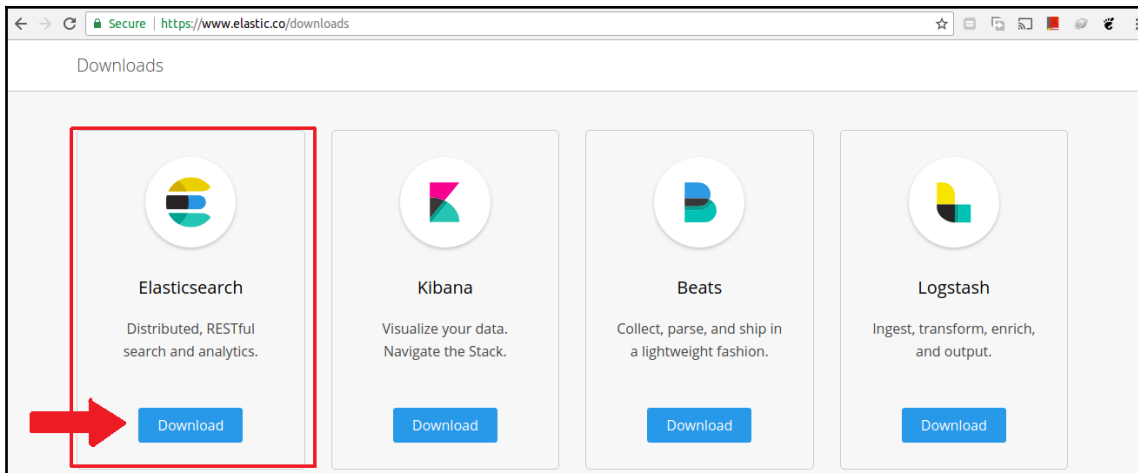 Secure https://www.elastic.co/downloads
Downloads
Elasticsearch
Distributed, RESTful
search and analytics.
Download
Kibana
Visualize your data.
Navigate the Stack.
Download
Beats
Collect, parse, and ship in
a lightweight fashion.
Download
Logstash
Ingest, transform, enrich,
and output.
Download